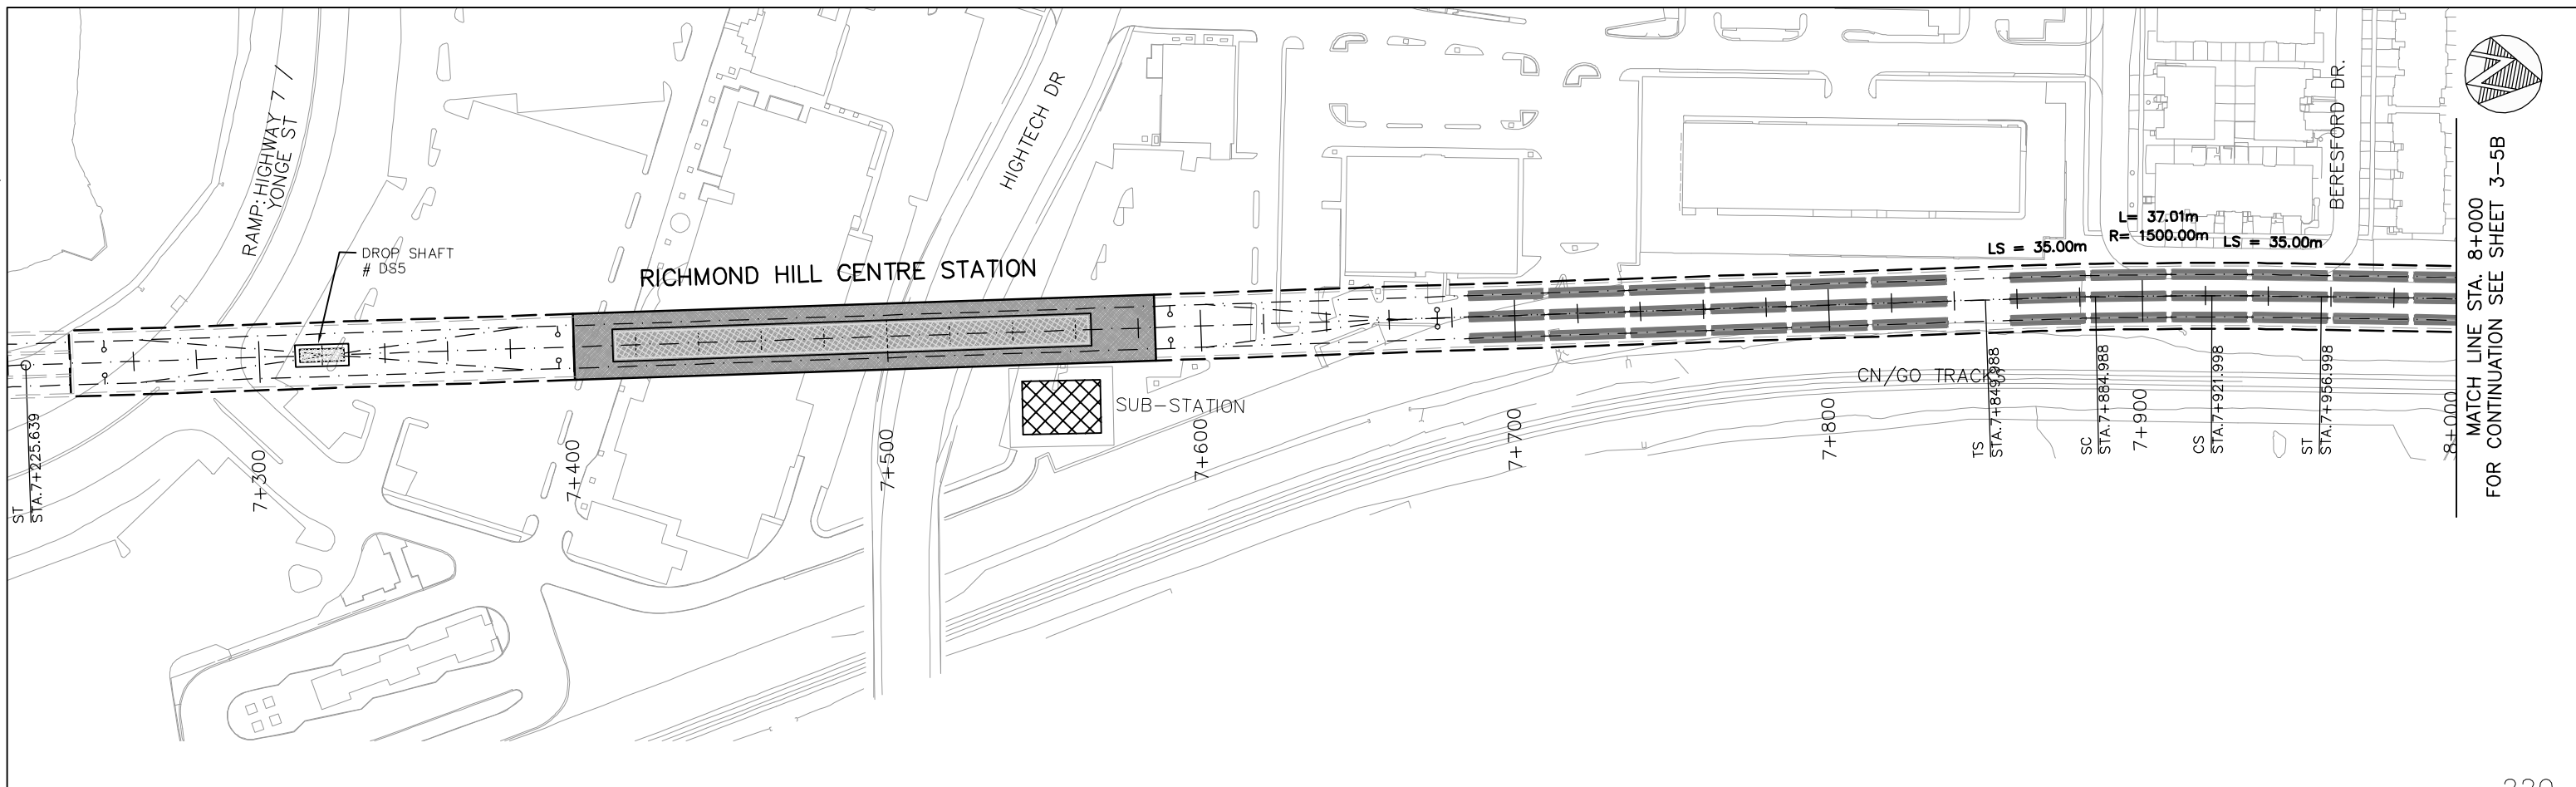 RAMP: HIGHWAY 7 /
YONGE ST
DROP SHAFT
# DS5
RICHMOND HILL CENTRE STATION
HIGHTECH DR
SUB-STATION
BERESFORD DR.
LS = 35.00m
L= 37.01m
R= 1500.00m
LS = 35.00m
CN/GO TRACKS
ST
STA.7+225.639
7+300
7+400
7+500
7+600
7+700
7+800
TS
STA.7+849.988
SC
STA.7+884.988
7+900
CS
STA.7+921.998
ST
STA.7+956.998
8+000
MATCH LINE STA. 8+000
FOR CONTINUATION SEE SHEET 3-5B